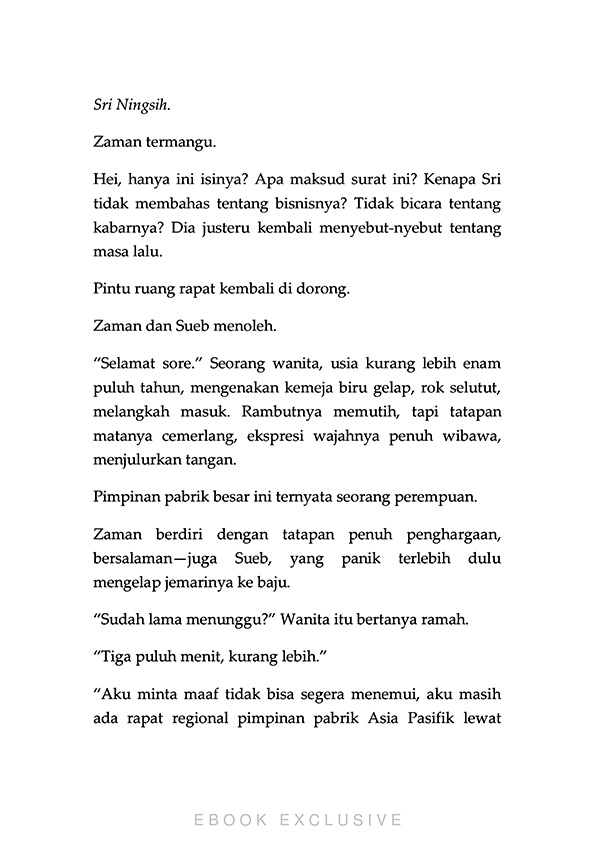 Sri Ningsih.
Zaman termangu.
Hei, hanya ini isinya? Apa maksud surat ini? Kenapa Sri
tidak membahas tentang bisnisnya? Tidak bicara tentang
kabarnya? Dia justeru kembali menyebut-nyebut tentang
masa lalu.
Pintu ruang rapat kembali di dorong.
Zaman dan Sueb menoleh.
“Selamat sore.” Seorang wanita, usia kurang lebih enam
puluh tahun, mengenakan kemeja biru gelap, rok selutut,
melangkah masuk. Rambutnya memutih, tapi tatapan
matanya cemerlang, ekspresi wajahnya penuh wibawa,
menjulurkan tangan.
Pimpinan pabrik besar ini ternyata seorang perempuan.
Zaman berdiri dengan tatapan penuh penghargaan,
bersalaman—juga Sueb, yang panik terlebih dulu
mengelap jemarinya ke baju.
“Sudah lama menunggu?” Wanita itu bertanya ramah.
“Tiga puluh menit, kurang lebih.”
“Aku minta maaf tidak bisa segera menemui, aku masih
ada rapat regional pimpinan pabrik Asia Pasifik lewat
EBOOK EXCLUSIVE